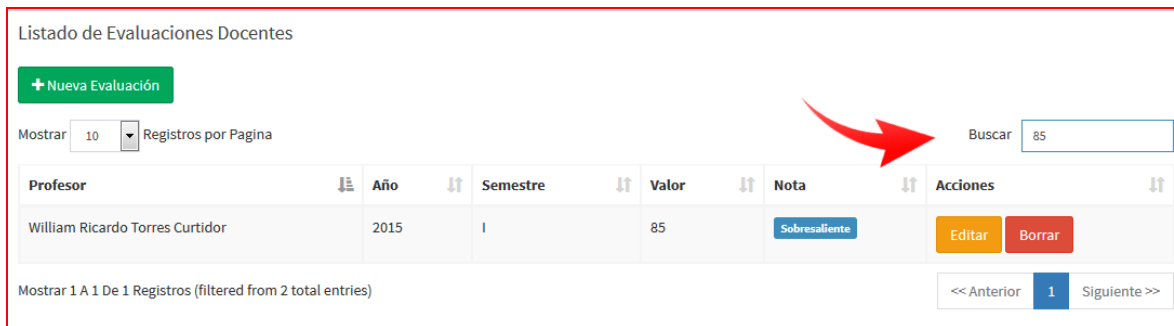 Listado de Evaluaciones Docentes
+ Nueva Evaluación
Mostrar 10 Registros por Pagina Buscar 85
Profesor Año Semestre Valor Nota Acciones
William Ricardo Torres Curtidor 2015 I 85 Sobresaliente Editar Borrar
Mostrar 1 A 1 De 1 Registros (filtered from 2 total entries) << Anterior 1 Siguiente >>